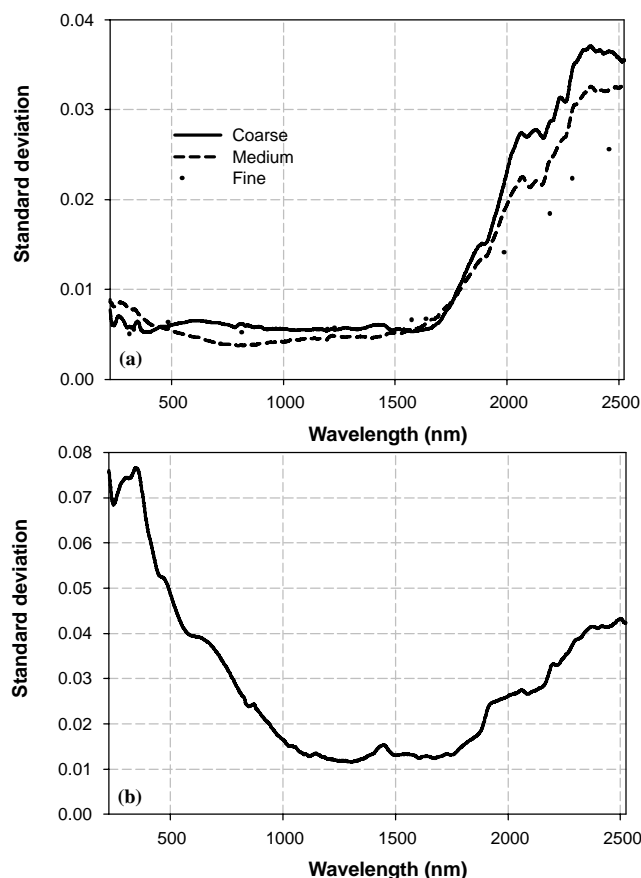 0.04
0.03
0.02
0.01
0.00
Standard deviation
Coarse
Medium
Fine
(a)
500 1000 1500 2000 2500
Wavelength (nm)
0.08
0.07
0.06
0.05
0.04
0.03
0.02
0.01
0.00
Standard deviation
(b)
500 1000 1500 2000 2500
Wavelength (nm)